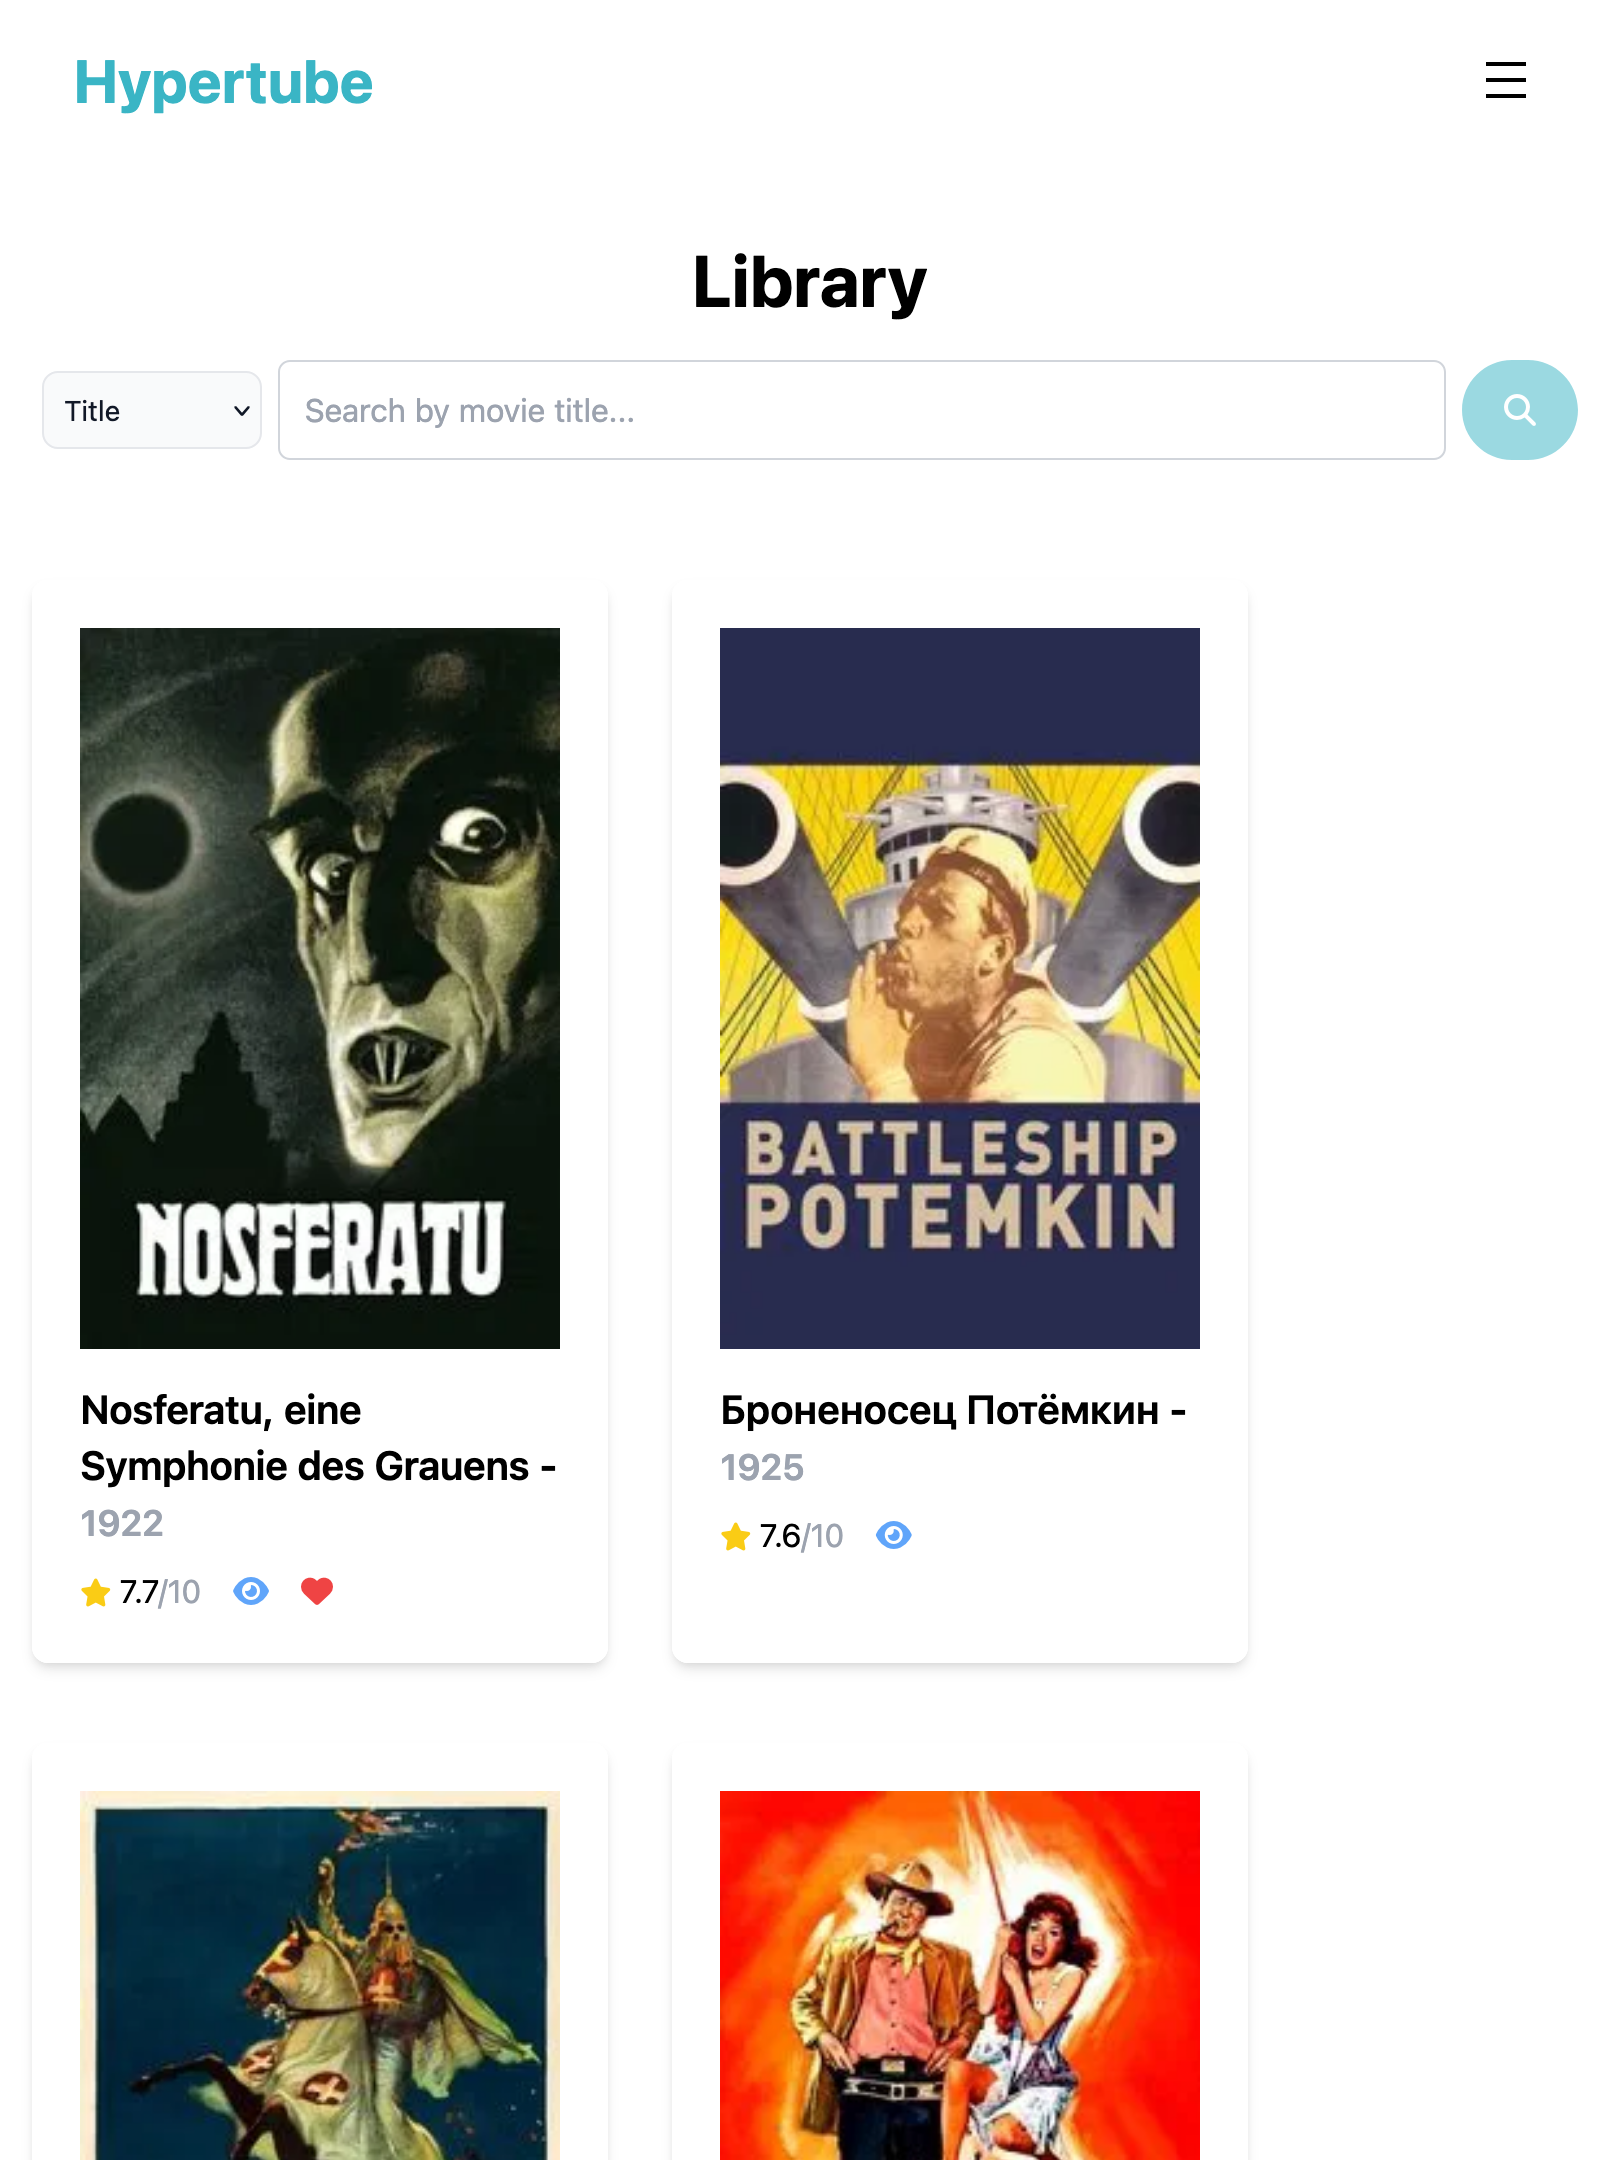 Hypertube
Library
Title
Search by movie title...
NOSFERATU
Nosferatu, eine
Symphonie des Grauens -
1922
7.7/10
BATTLESHIP
POTEMKIN
Броненосец Потёмкин -
1925
7.6/10